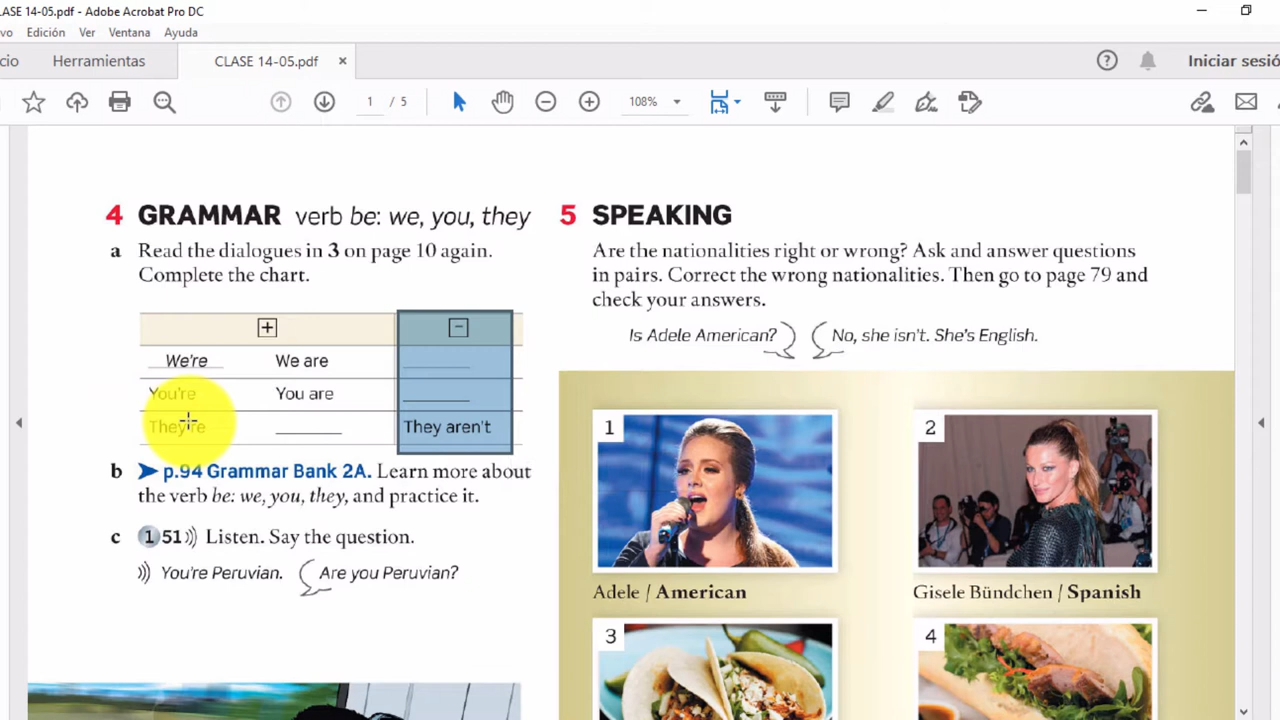 CLASE 14-05.pdf - Adobe Acrobat Pro DC
vo Edición Ver Ventana Ayuda
cio Herramientas CLASE 14-05.pdf × ? Iniciar sesió
1 / 5 108%
4 GRAMMAR verb be: we, you, they
a Read the dialogues in 3 on page 10 again.
Complete the chart.
+ −
We're We are ______
You're You are ______
They're ______ They aren't
b p.94 Grammar Bank 2A. Learn more about
the verb be: we, you, they, and practice it.
c 1 51 Listen. Say the question.
You're Peruvian. Are you Peruvian?
5 SPEAKING
Are the nationalities right or wrong? Ask and answer questions
in pairs. Correct the wrong nationalities. Then go to page 79 and
check your answers.
Is Adele American? No, she isn't. She's English.
1 2
Adele / American Gisele Bündchen / Spanish
3 4